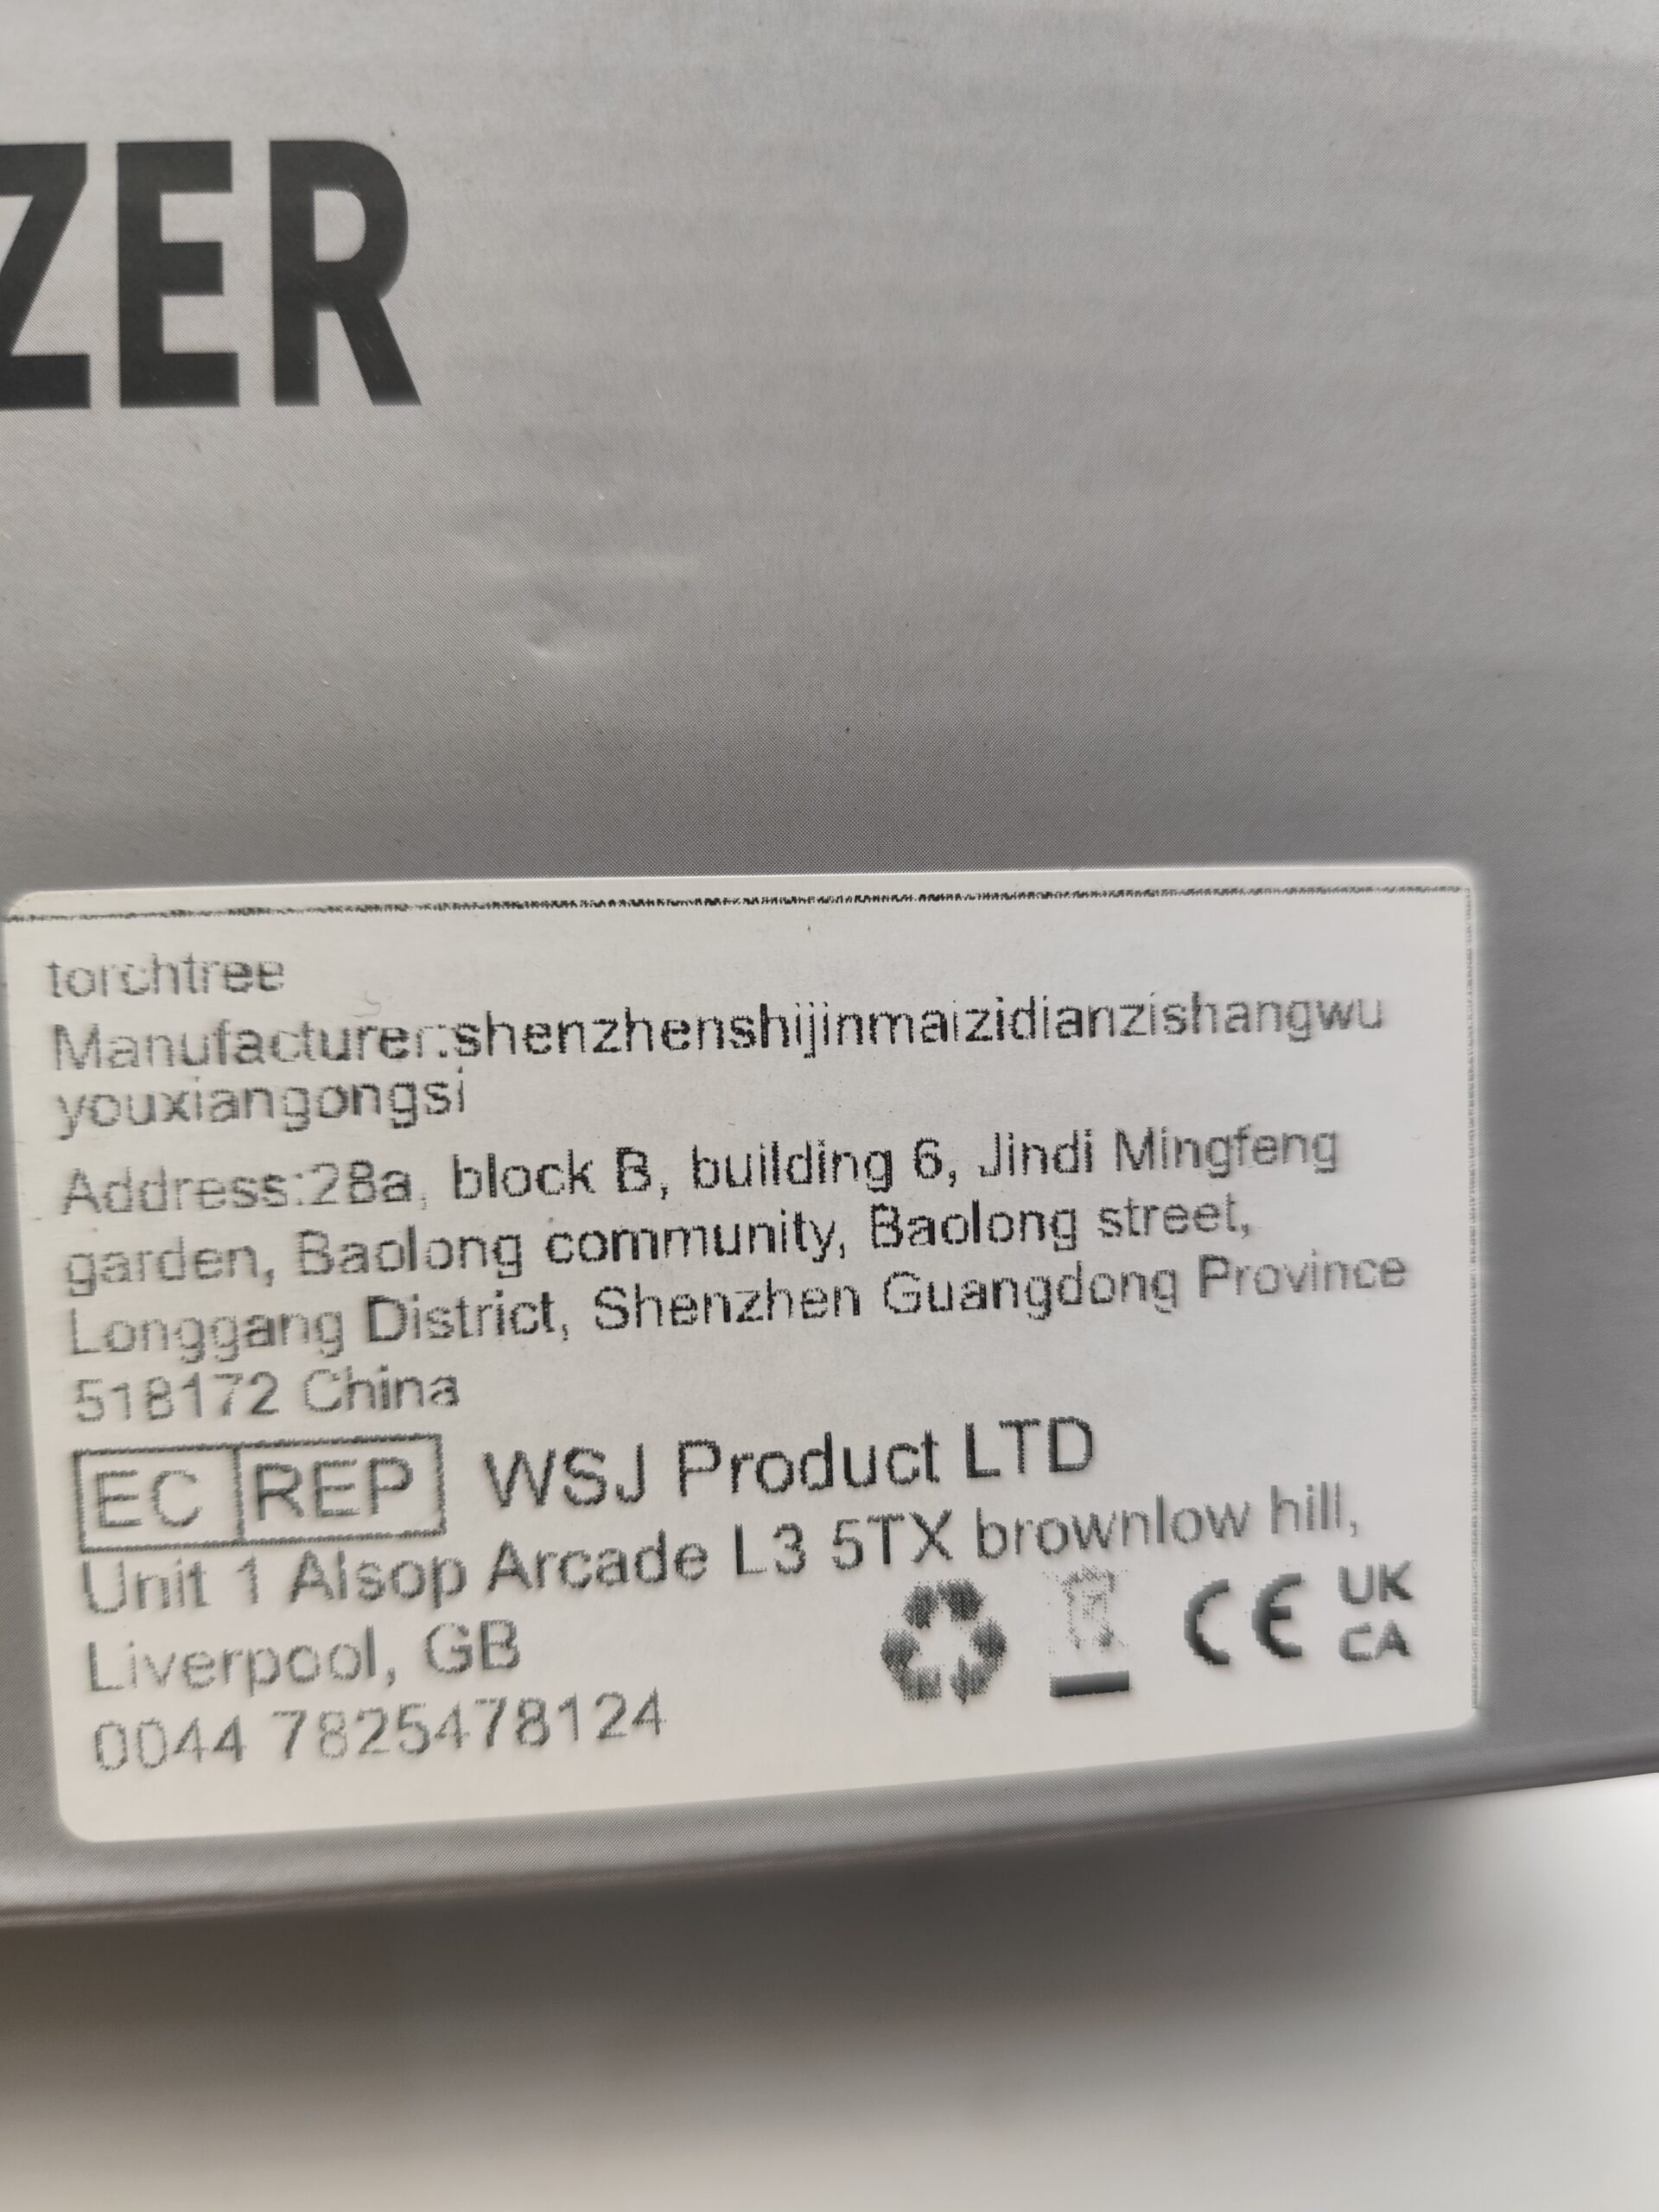 ZER
torchtree
Manufacturer:shenzhenshijinmaizidianzishangwu
youxiangongsi
Address:28a, block B, building 6, Jindi Mingfeng
garden, Baolong community, Baolong street,
Longgang District, Shenzhen Guangdong Province
518172 China
EC REP WSJ Product LTD
Unit 1 Alsop Arcade L3 5TX brownlow hill,
Liverpool, GB
0044 7825478124
CE UK CA